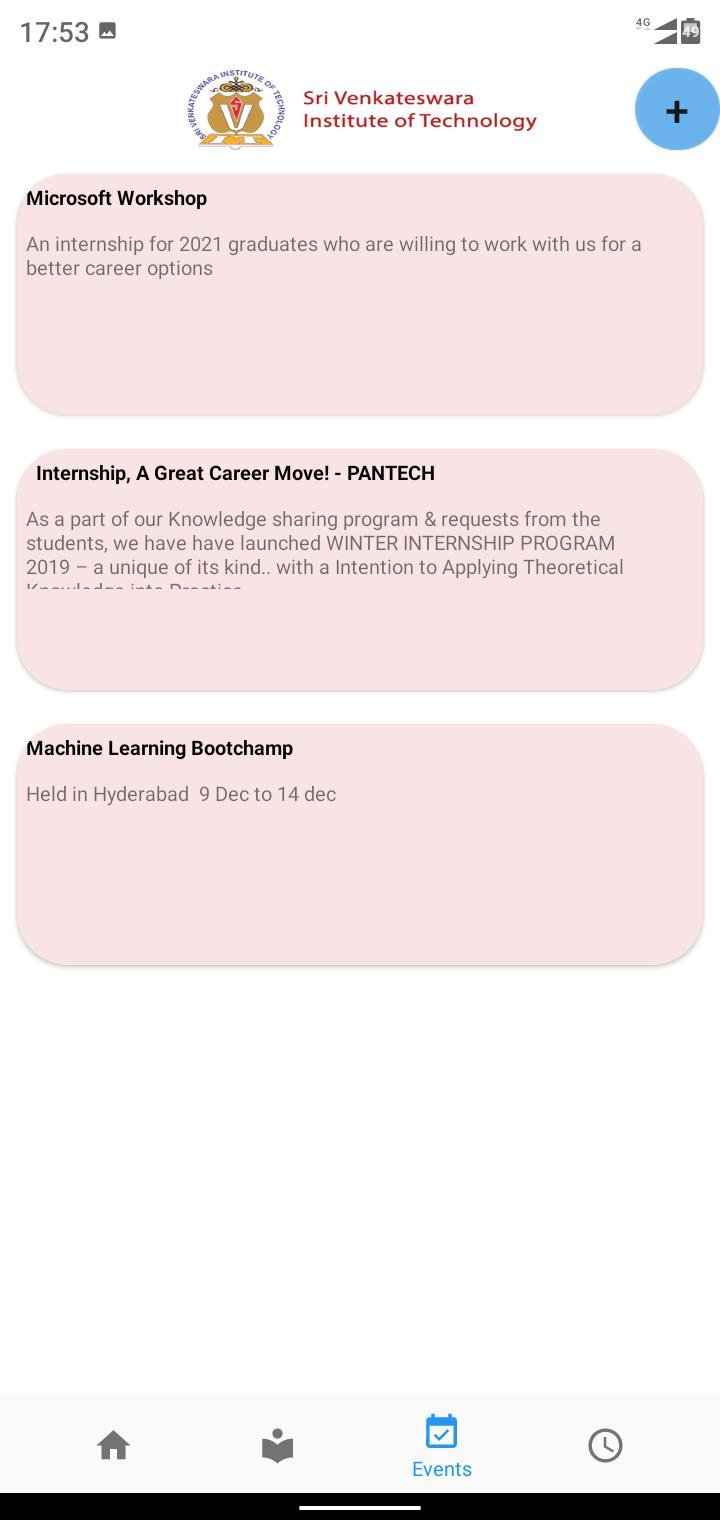 17:53
4G
49
SRI VENKATESWARA INSTITUTE OF TECHNOLOGY
Sri Venkateswara
Institute of Technology
+
Microsoft Workshop
An internship for 2021 graduates who are willing to work with us for a
better career options
Internship, A Great Career Move! - PANTECH
As a part of our Knowledge sharing program & requests from the
students, we have have launched WINTER INTERNSHIP PROGRAM
2019 – a unique of its kind.. with a Intention to Applying Theoretical
Knowledge into Practice
Machine Learning Bootchamp
Held in Hyderabad  9 Dec to 14 dec
Events